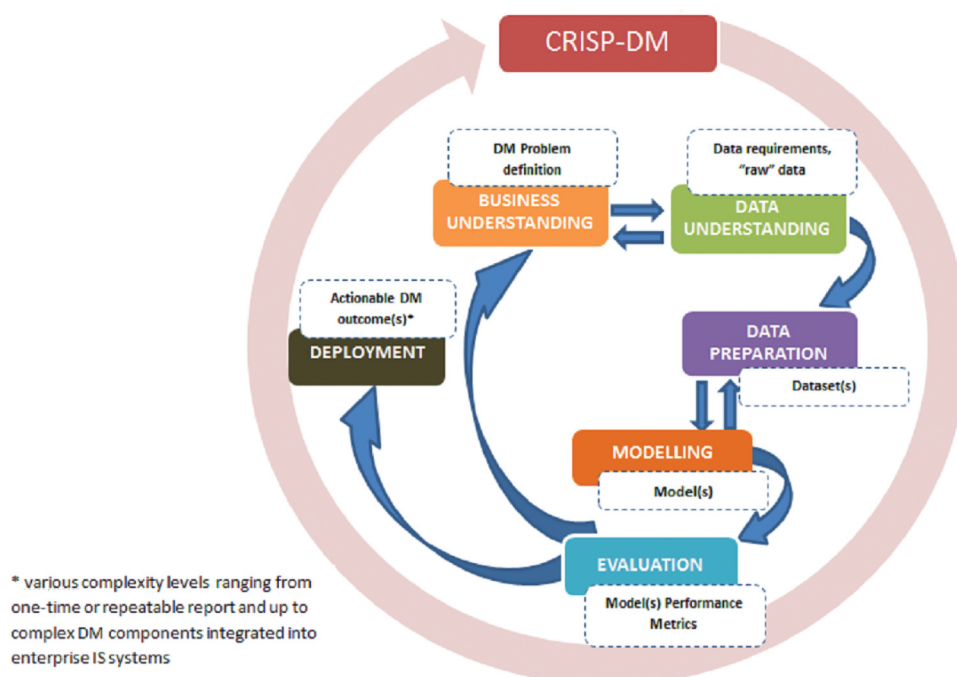 CRISP-DM
DM Problem
definition
BUSINESS
UNDERSTANDING
Data requirements,
"raw" data
DATA
UNDERSTANDING
Actionable DM
outcome(s)*
DEPLOYMENT
DATA
PREPARATION
Dataset(s)
MODELLING
Model(s)
EVALUATION
Model(s) Performance
Metrics
* various complexity levels ranging from
one-time or repeatable report and up to
complex DM components integrated into
enterprise IS systems